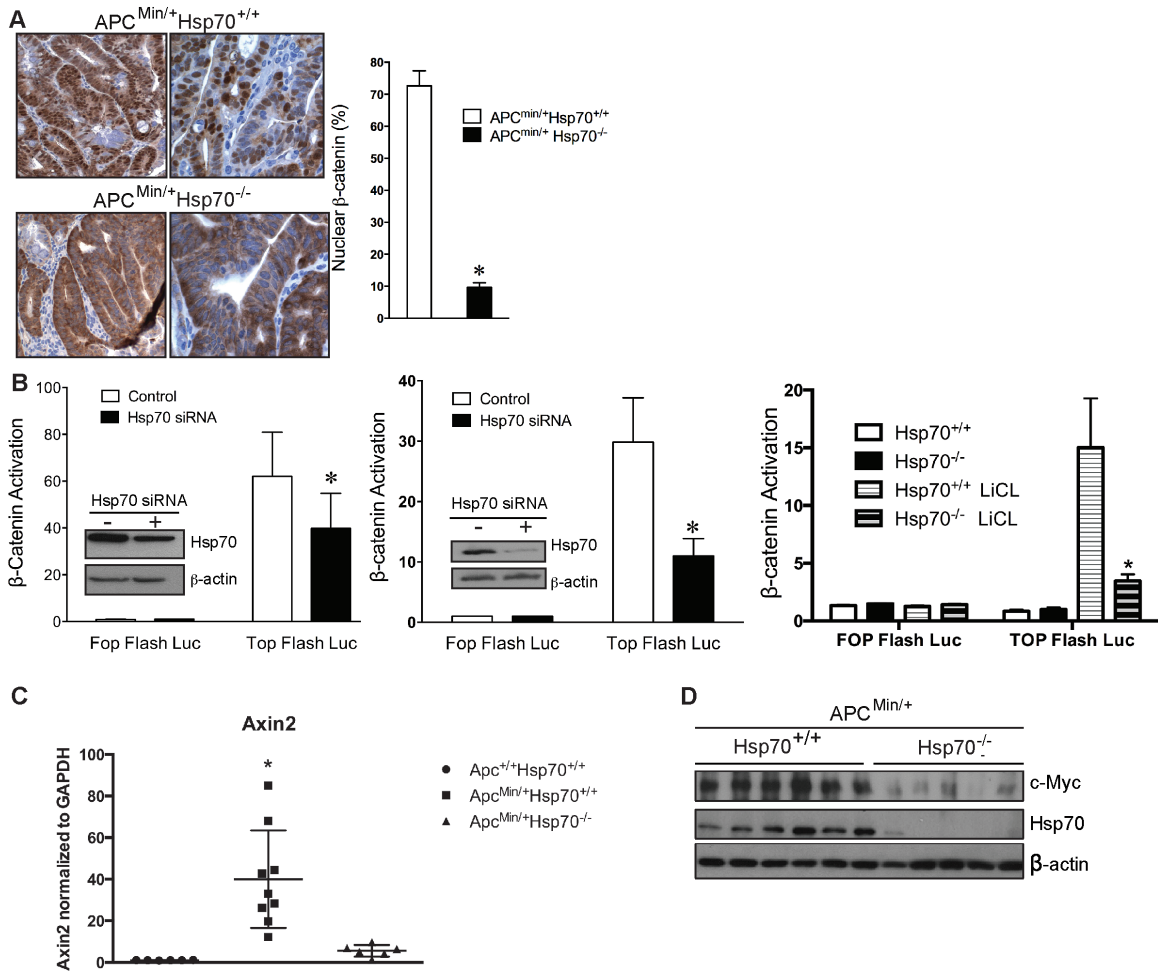 A
APC Min/+ Hsp70 +/+
APC Min/+ Hsp70 -/-
Nuclear β-catenin (%)
80
70
60
50
40
30
20
10
0
*
APC min/+ Hsp70 +/+
APC min/+ Hsp70 -/-
B
β-Catenin Activation
100
80
60
40
20
0
Control
Hsp70 siRNA
Hsp70 siRNA
- +
Hsp70
β-actin
*
Fop Flash Luc Top Flash Luc
β-catenin Activation
40
30
20
10
0
Control
Hsp70 siRNA
Hsp70 siRNA
- +
Hsp70
β-actin
*
Fop Flash Luc Top Flash Luc
β-catenin Activation
20
15
10
5
0
Hsp70 +/+
Hsp70 -/-
Hsp70 +/+ LiCL
Hsp70 -/- LiCL
*
FOP Flash Luc TOP Flash Luc
C
Axin2
Axin2 normalized to GAPDH
100
80
60
40
20
0
*
Apc +/+ Hsp70 +/+
Apc Min/+ Hsp70 +/+
Apc Min/+ Hsp70 -/-
D
APC Min/+
Hsp70 +/+ Hsp70 -/-
c-Myc
Hsp70
β-actin